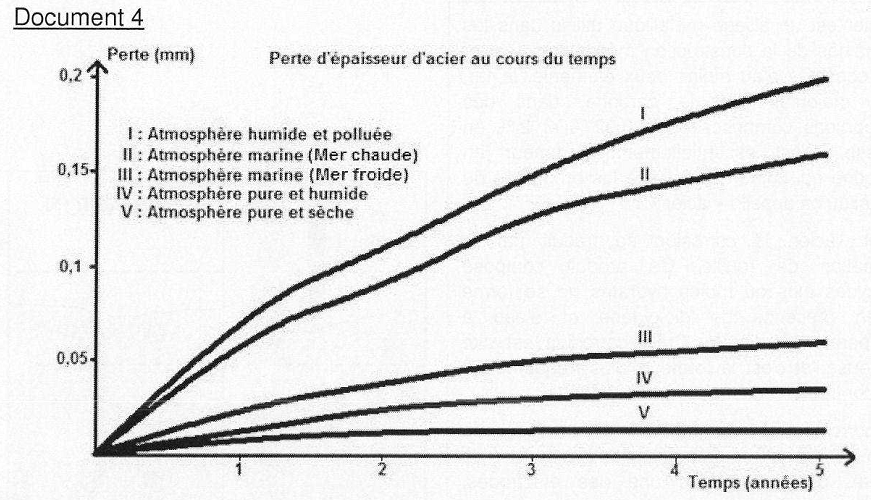 Document 4
Perte (mm)
Perte d'épaisseur d'acier au cours du temps
0,2
I
I : Atmosphère humide et polluée
II : Atmosphère marine (Mer chaude)
III : Atmosphère marine (Mer froide)
IV : Atmosphère pure et humide
V : Atmosphère pure et sèche
0,15
II
0,1
0,05
III
IV
V
1
2
3
4
5
Temps (années)